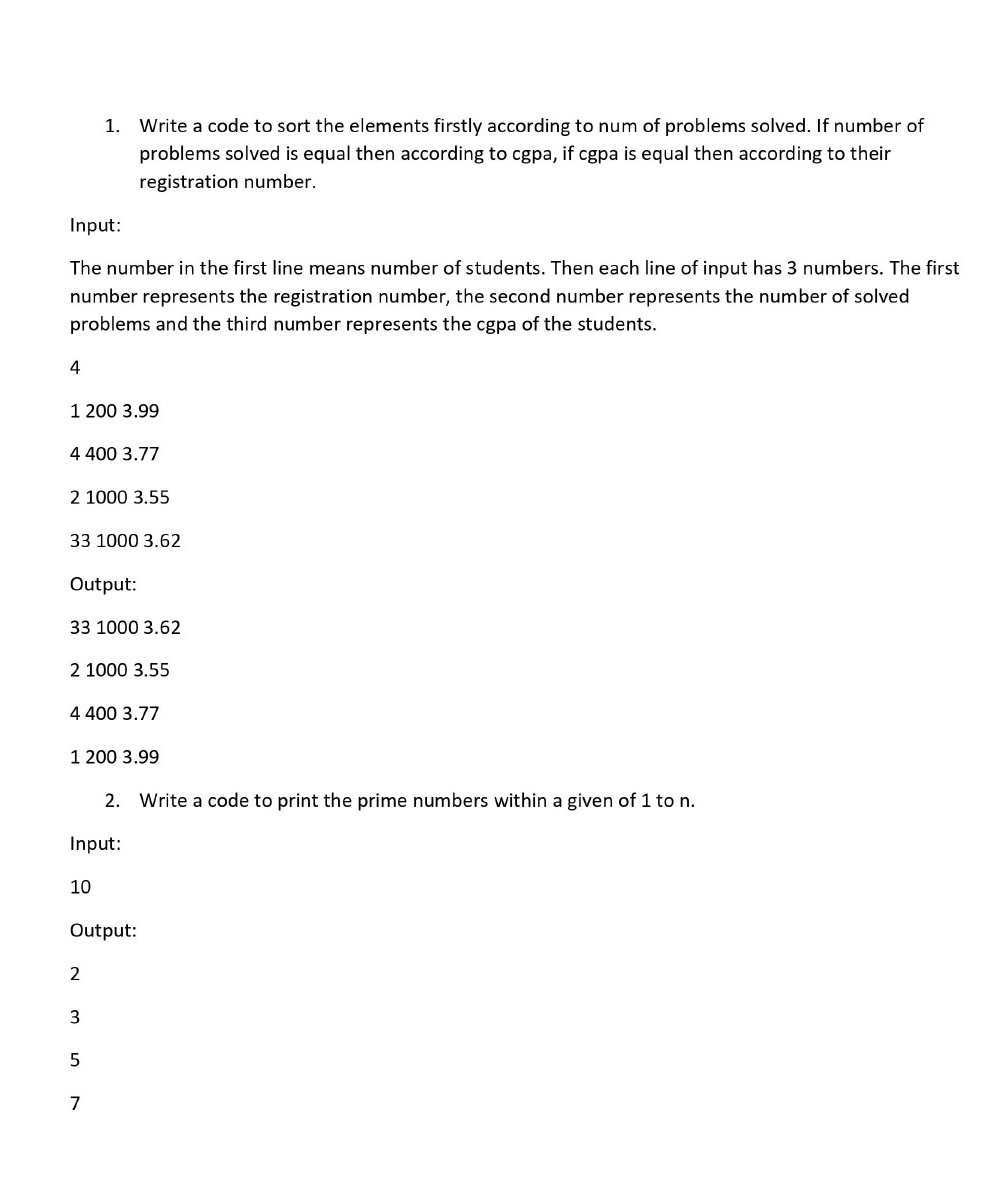 1. Write a code to sort the elements firstly according to num of problems solved. If number of
problems solved is equal then according to cgpa, if cgpa is equal then according to their
registration number.
Input:
The number in the first line means number of students. Then each line of input has 3 numbers. The first
number represents the registration number, the second number represents the number of solved
problems and the third number represents the cgpa of the students.
4
1 200 3.99
4 400 3.77
2 1000 3.55
33 1000 3.62
Output:
33 1000 3.62
2 1000 3.55
4 400 3.77
1 200 3.99
2. Write a code to print the prime numbers within a given of 1 to n.
Input:
10
Output:
2
3
5
7